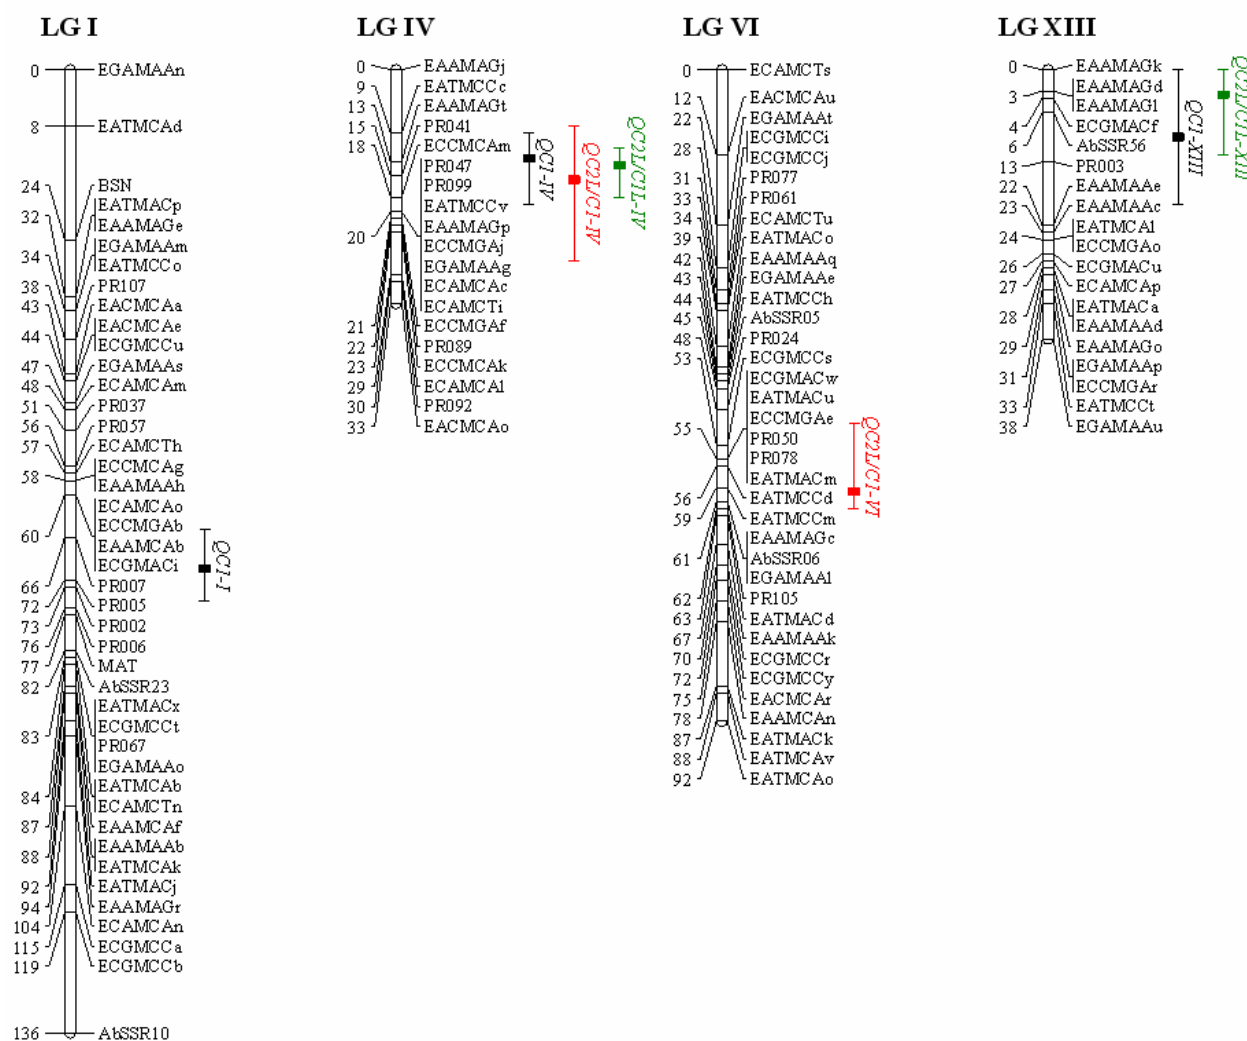 LG I
0 EGAMAAn
8 EATMCAd
24 BSN
32 EATMACp
EAAMAGe
34 EGAMAAm
EATMCCo
38 PR107
43 EACMCAa
44 EACMCAe
ECGMCCu
47 EGAMAAs
48 ECAMCAm
51 PR037
56 PR057
57 ECAMCTh
58 ECCMCAg
EAAMAAh
60 ECAMCAo
ECCMGAb
EAAMCAb
ECGMACi
66 PR007
72 PR005
73 PR002
76 PR006
77 MAT
82 AbSSR23
83 EATMACx
ECGMCCt
PR067
EGAMAAo
84 EATMCAb
ECAMCTn
87 EAAMCAf
88 EAAMAAb
EATMCAk
92 EATMACj
94 EAAMAGr
104 ECAMCAn
115 ECGMCCa
119 ECGMCCb
136 AbSSR10
QC1-I
LG IV
0 EAAMAGj
9 EATMCCc
13 EAAMAGt
15 PR041
18 ECCMCAm
PR047
PR099
EATMCCv
20 EAAMAGp
ECCMGAj
EGAMAAg
ECAMCAc
ECAMCTi
21 ECCMGAf
22 PR089
23 ECCMCAk
29 ECAMCAl
30 PR092
33 EACMCAo
QC1-IV
QC2L/C1-IV
QC2L/C1L-IV
LG VI
0 ECAMCTs
12 EACMCAu
22 EGAMAAt
28 ECGMCCi
ECGMCCj
31 PR077
33 PR061
34 ECAMCTu
39 EATMACo
42 EAAMAAq
43 EGAMAAe
44 EATMCCh
45 AbSSR05
48 PR024
53 ECGMCCs
55 ECGMACw
EATMACu
ECCMGAe
PR050
PR078
EATMACm
56 EATMCCd
59 EATMCCm
61 EAAMAGc
AbSSR06
EGAMAAl
62 PR105
63 EATMACd
67 EAAMAAk
70 ECGMCCr
72 ECGMCCy
75 EACMCAr
78 EAAMCAn
87 EATMACk
88 EATMCAv
92 EATMCAo
QC2L/C1-VI
LG XIII
0 EAAMAGk
3 EAAMAGd
EAAMAGl
4 ECGMACf
6 AbSSR56
13 PR003
22 EAAMAAe
23 EAAMAAc
24 EATMCAl
ECCMGAo
26 ECGMACu
27 ECAMCAp
28 EATMACa
EAAMAAd
29 EAAMAGo
31 EGAMAAp
ECCMGAr
33 EATMCCt
38 EGAMAAu
QC1-XIII
QC2L/C1L-XIII